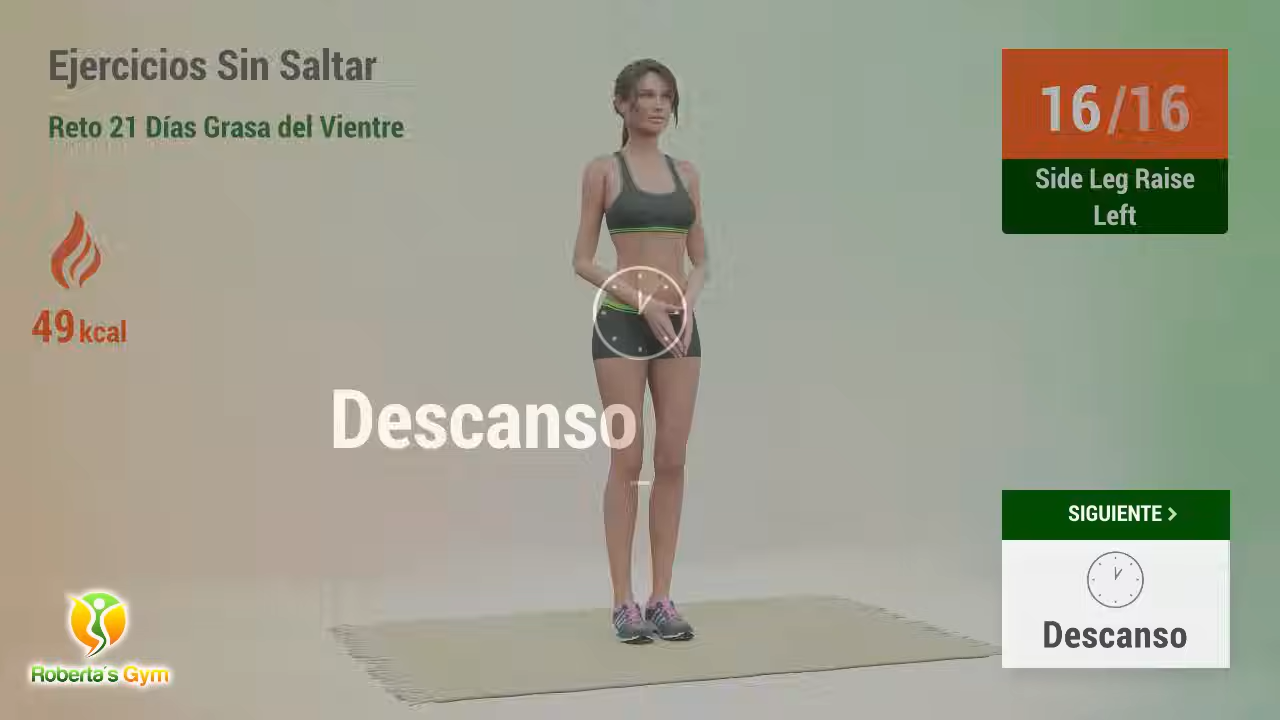 Ejercicios Sin Saltar
Reto 21 Días Grasa del Vientre
16/16
Side Leg Raise
Left
49 kcal
Descanso
SIGUIENTE >
Descanso
Roberta´s Gym